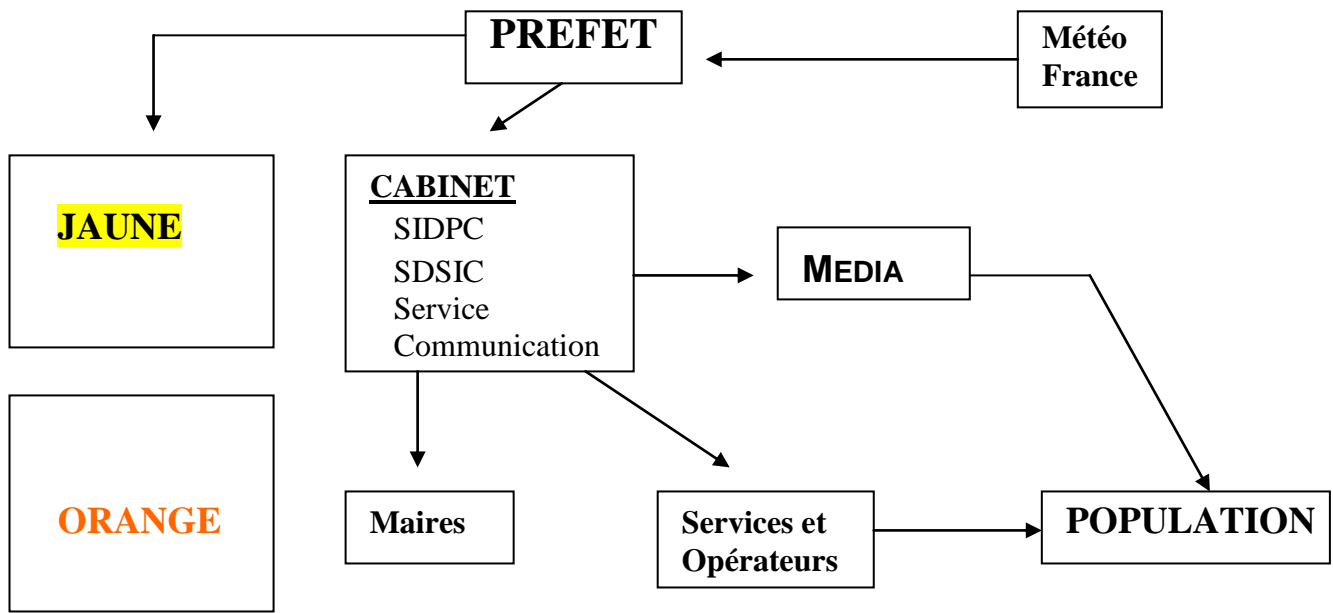 PREFET
Météo
France
JAUNE
CABINET
SIDPC
SDSIC
Service
Communication
MEDIA
ORANGE
Maires
Services et
Opérateurs
POPULATION